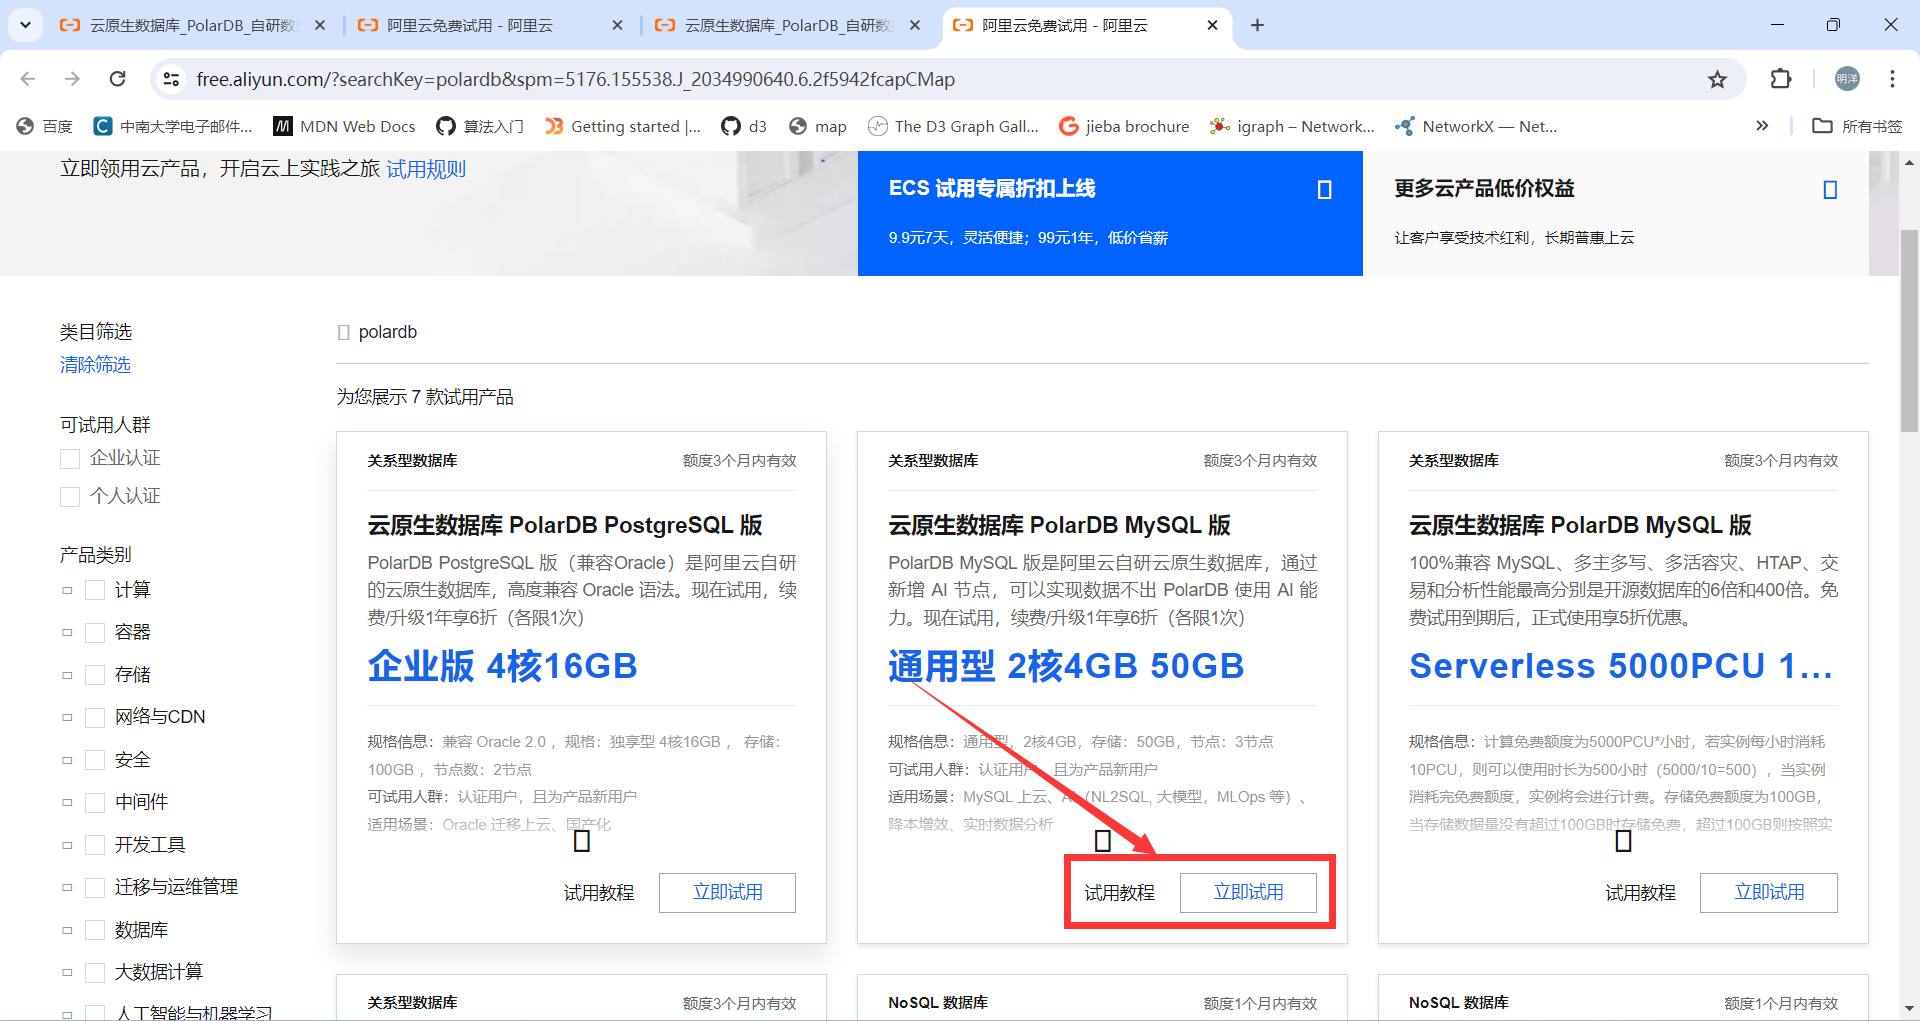 云原生数据库_PolarDB_自研数据
阿里云免费试用 - 阿里云
云原生数据库_PolarDB_自研数据
阿里云免费试用 - 阿里云
free.aliyun.com/?searchKey=polardb&spm=5176.155538.J_2034990640.6.2f5942fcapCMap
明洋
百度
中南大学电子邮件...
MDN Web Docs
算法入门
Getting started |...
d3
map
The D3 Graph Gall...
jieba brochure
igraph – Network...
NetworkX — Net...
所有书签
立即领用云产品，开启云上实践之旅 试用规则
ECS 试用专属折扣上线
9.9元7天，灵活便捷；99元1年，低价省薪
更多云产品低价权益
让客户享受技术红利，长期普惠上云
类目筛选
清除筛选
可试用人群
企业认证
个人认证
产品类别
计算
容器
存储
网络与CDN
安全
中间件
开发工具
迁移与运维管理
数据库
大数据计算
人工智能与机器学习
polardb
为您展示 7 款试用产品
关系型数据库
额度3个月内有效
云原生数据库 PolarDB PostgreSQL 版
PolarDB PostgreSQL 版（兼容Oracle）是阿里云自研
的云原生数据库，高度兼容 Oracle 语法。现在试用，续
费/升级1年享6折（各限1次）
企业版 4核16GB
规格信息：兼容 Oracle 2.0 ，规格：独享型 4核16GB ， 存储：
100GB ，节点数：2节点
可试用人群：认证用户，且为产品新用户
适用场景：Oracle 迁移上云、国产化
试用教程
立即试用
关系型数据库
额度3个月内有效
云原生数据库 PolarDB MySQL 版
PolarDB MySQL 版是阿里云自研云原生数据库，通过
新增 AI 节点，可以实现数据不出 PolarDB 使用 AI 能
力。现在试用，续费/升级1年享6折（各限1次）
通用型 2核4GB 50GB
规格信息：通用型，2核4GB，存储：50GB，节点：3节点
可试用人群：认证用户，且为产品新用户
适用场景：MySQL 上云、AI（NL2SQL, 大模型，MLOps 等）、
降本增效、实时数据分析
试用教程
立即试用
关系型数据库
额度3个月内有效
云原生数据库 PolarDB MySQL 版
100%兼容 MySQL、多主多写、多活容灾、HTAP、交
易和分析性能最高分别是开源数据库的6倍和400倍。免
费试用到期后，正式使用享5折优惠。
Serverless 5000PCU 1...
规格信息：计算免费额度为5000PCU*小时，若实例每小时消耗
10PCU，则可以使用时长为500小时（5000/10=500），当实例
消耗完免费额度，实例将会进行计费。存储免费额度为100GB，
当存储数据量没有超过100GB时存储免费，超过100GB则按照实
试用教程
立即试用
关系型数据库
额度3个月内有效
NoSQL 数据库
额度1个月内有效
NoSQL 数据库
额度1个月内有效